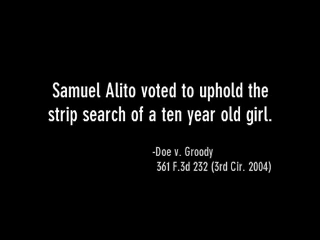 Samuel Alito voted to uphold the
strip search of a ten year old girl.
-Doe v. Groody
361 F.3d 232 (3rd Cir. 2004)